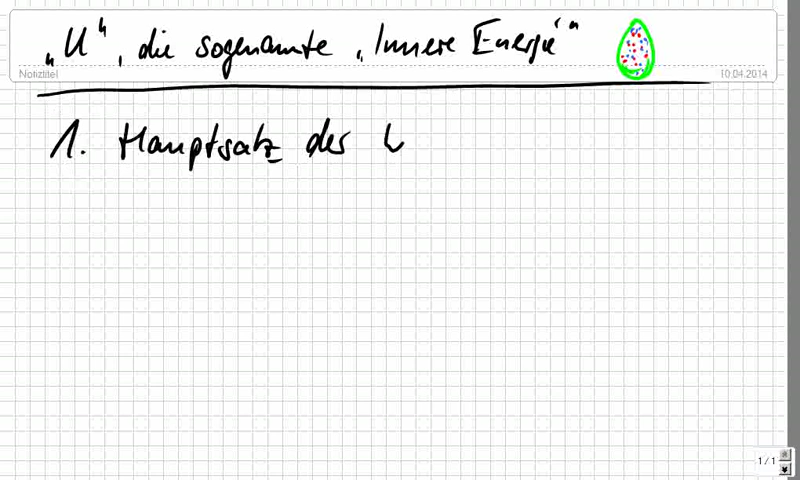 „U“, die sogenannte „Innere Energie“
Notiztitel
10.04.2014
1. Hauptsatz der
1/1